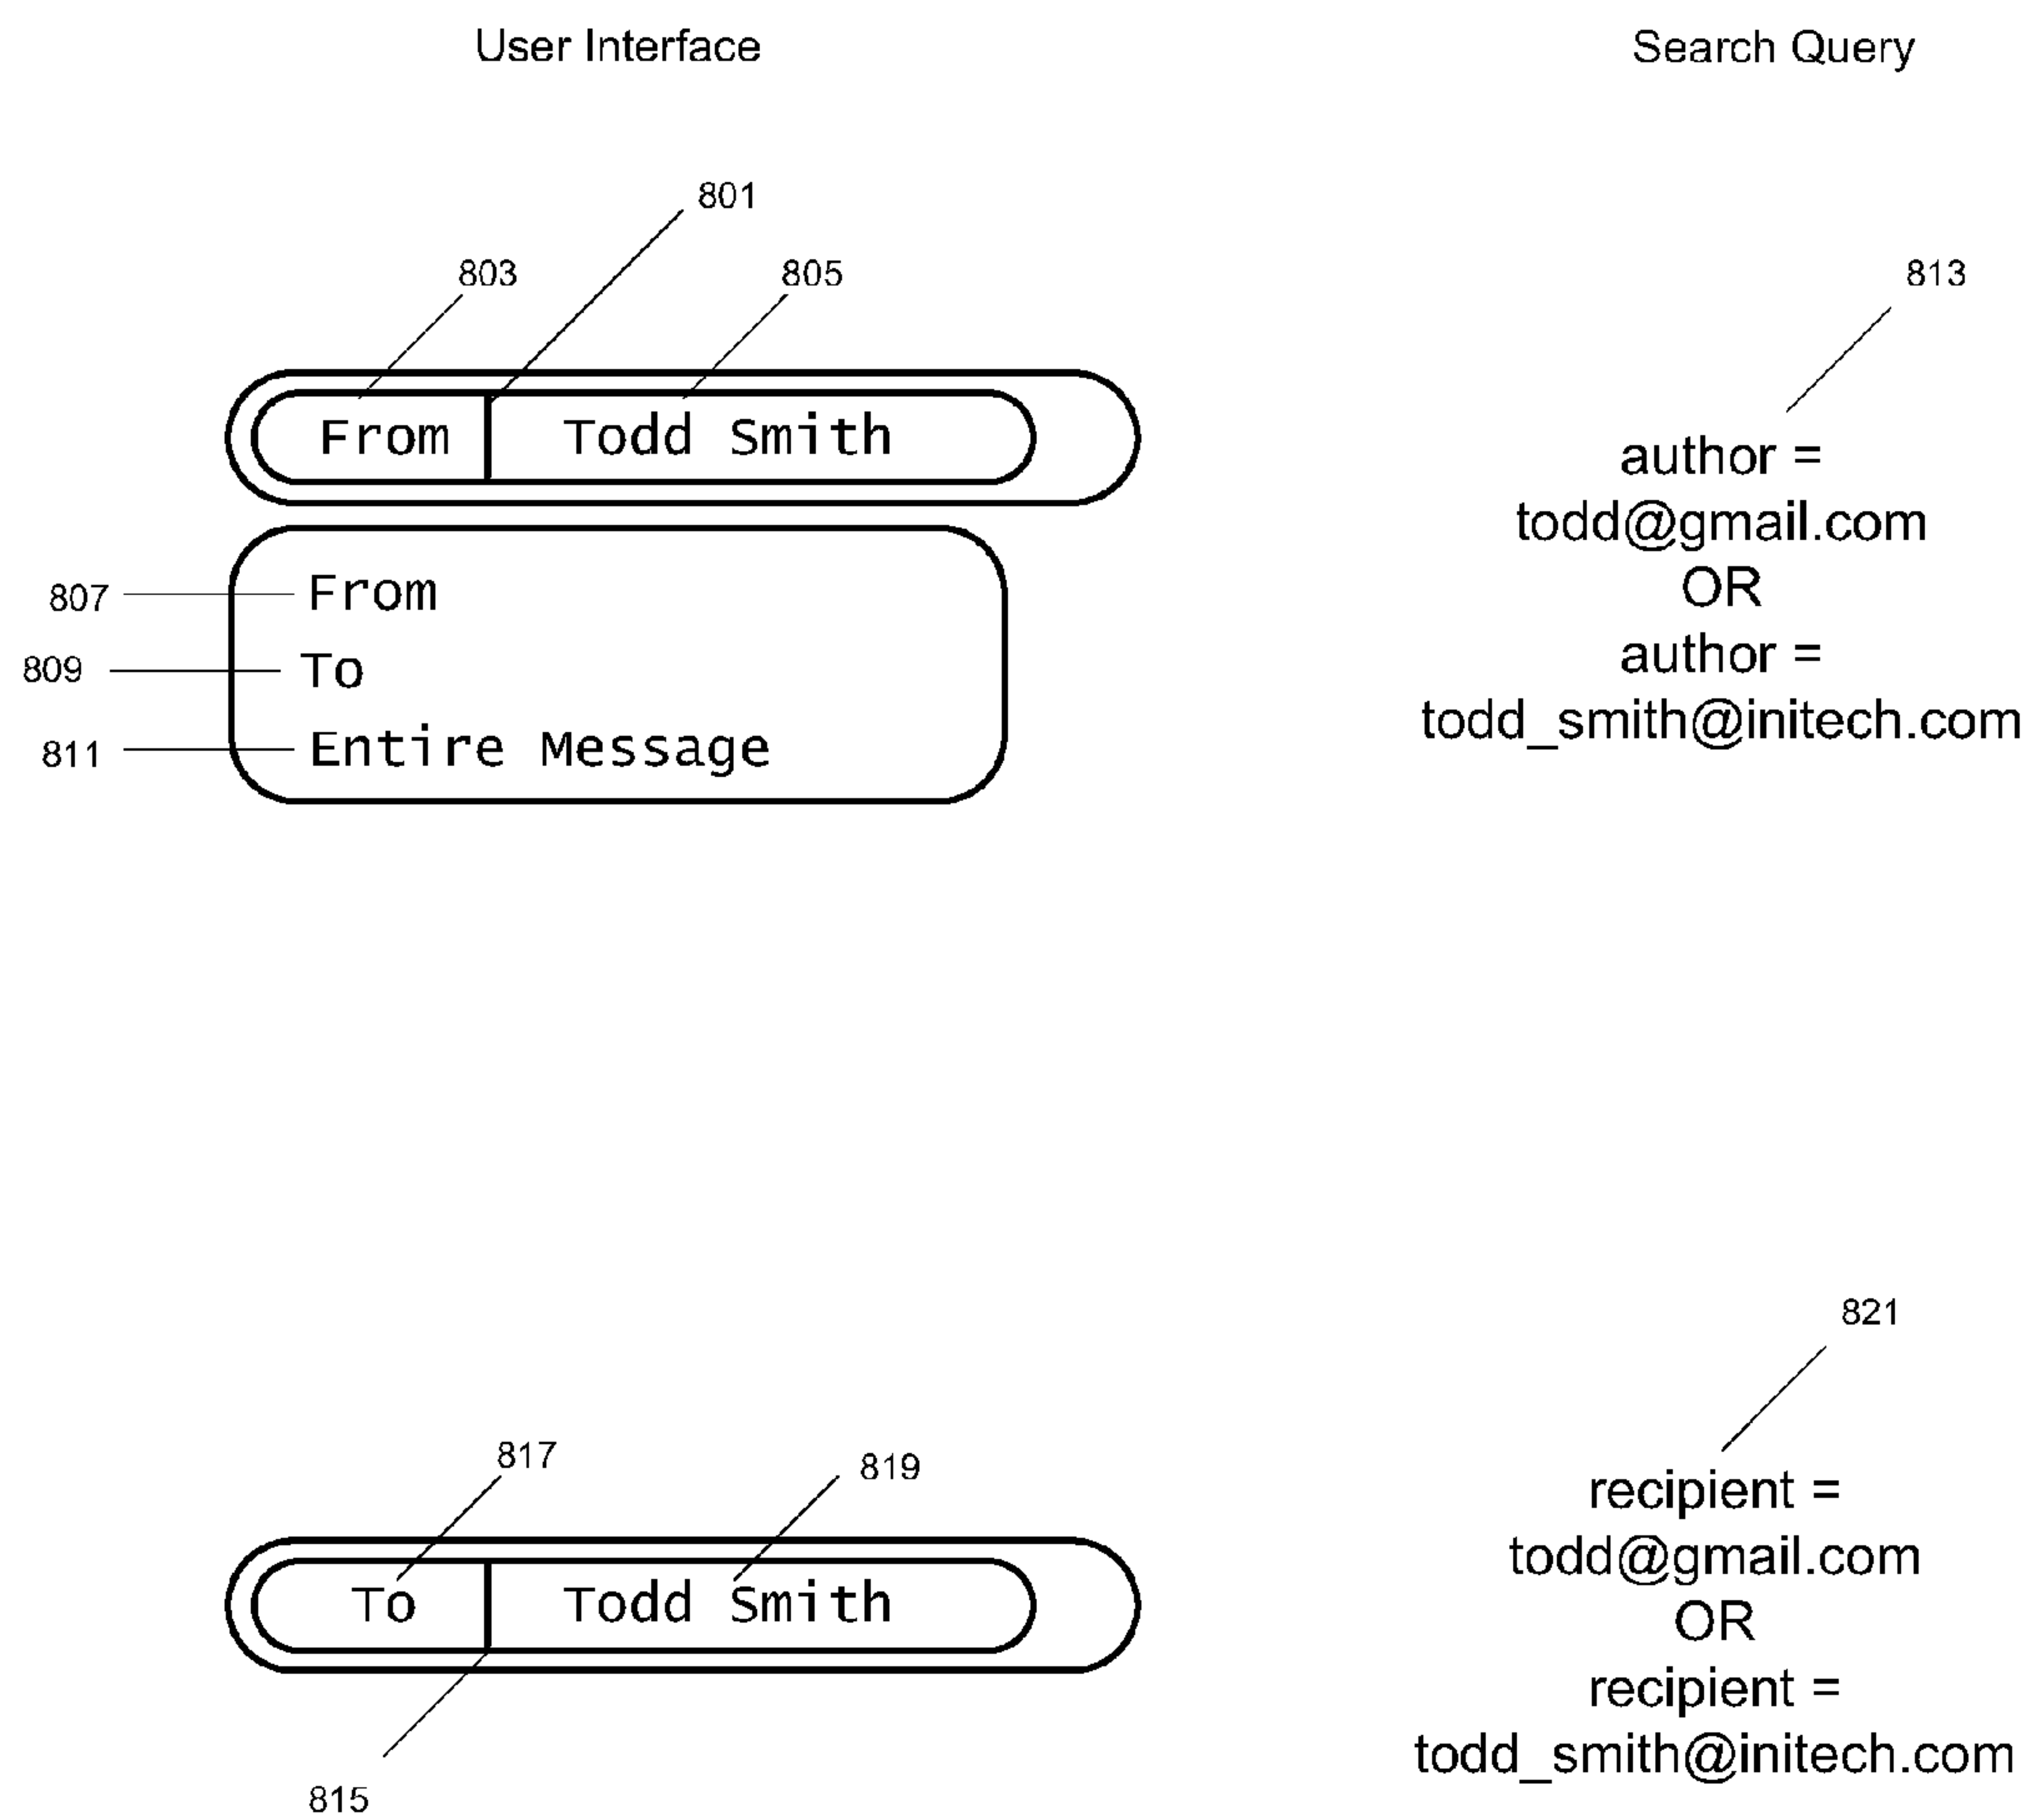 User Interface
Search Query
801
803
805
813
From
Todd Smith
author =
todd@gmail.com
OR
author =
todd_smith@initech.com
807
From
809
To
811
Entire Message
821
817
819
To
Todd Smith
815
recipient =
todd@gmail.com
OR
recipient =
todd_smith@initech.com